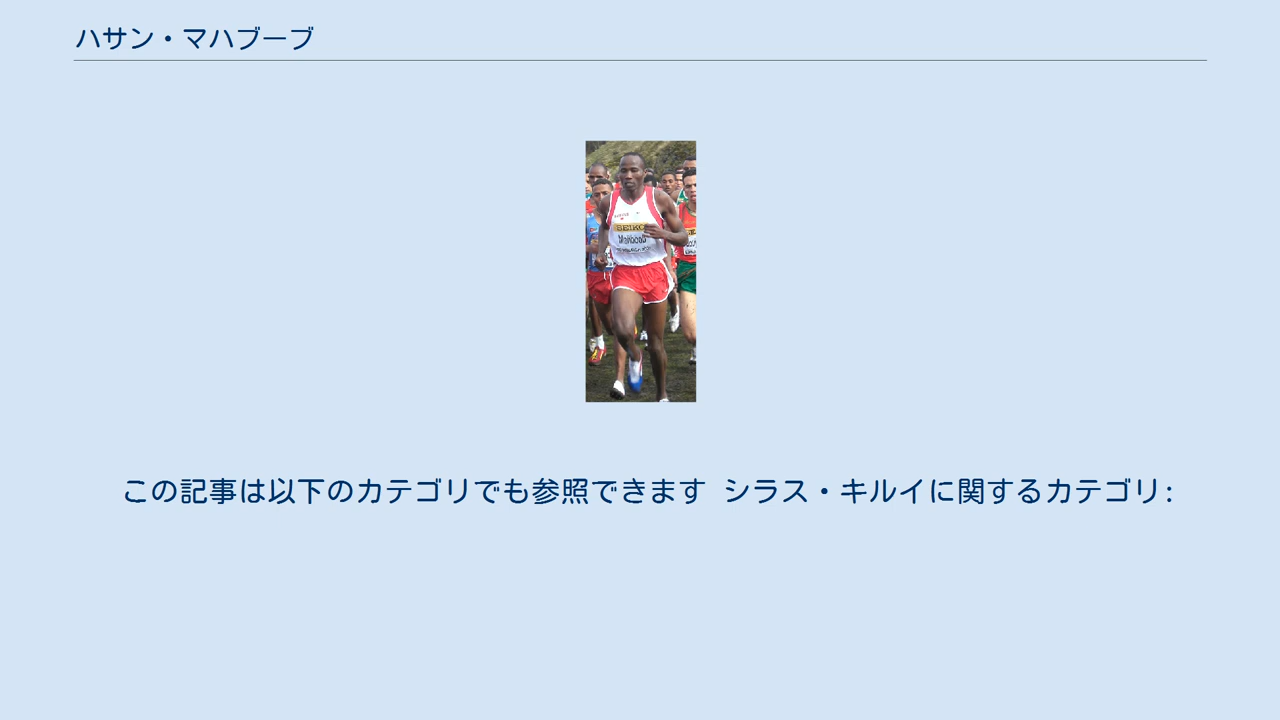 ハサン・マハブーブ
SEIKO
Mahboob
この記事は以下のカテゴリでも参照できます シラス・キルイに関するカテゴリ: